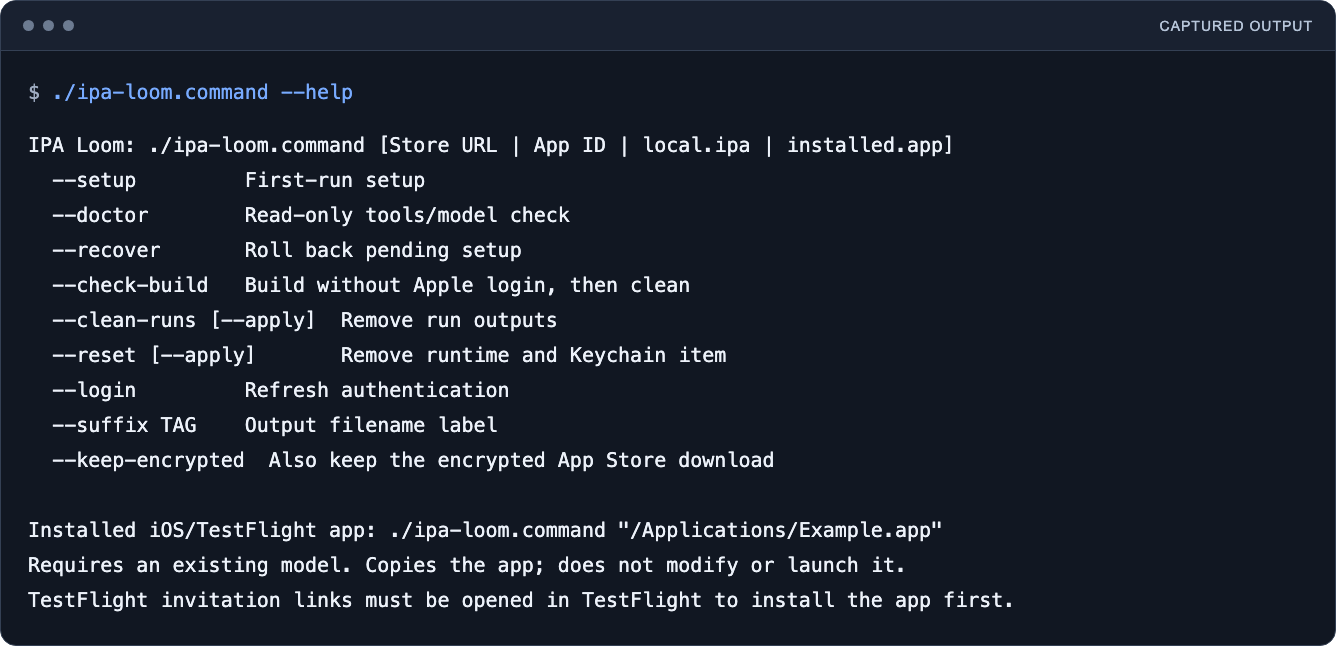 CAPTURED OUTPUT
$ ./ipa-loom.command --help
IPA Loom: ./ipa-loom.command [Store URL | App ID | local.ipa | installed.app]
  --setup         First-run setup
  --doctor        Read-only tools/model check
  --recover       Roll back pending setup
  --check-build   Build without Apple login, then clean
  --clean-runs [--apply]  Remove run outputs
  --reset [--apply]       Remove runtime and Keychain item
  --login         Refresh authentication
  --suffix TAG    Output filename label
  --keep-encrypted  Also keep the encrypted App Store download

Installed iOS/TestFlight app: ./ipa-loom.command "/Applications/Example.app"
Requires an existing model. Copies the app; does not modify or launch it.
TestFlight invitation links must be opened in TestFlight to install the app first.